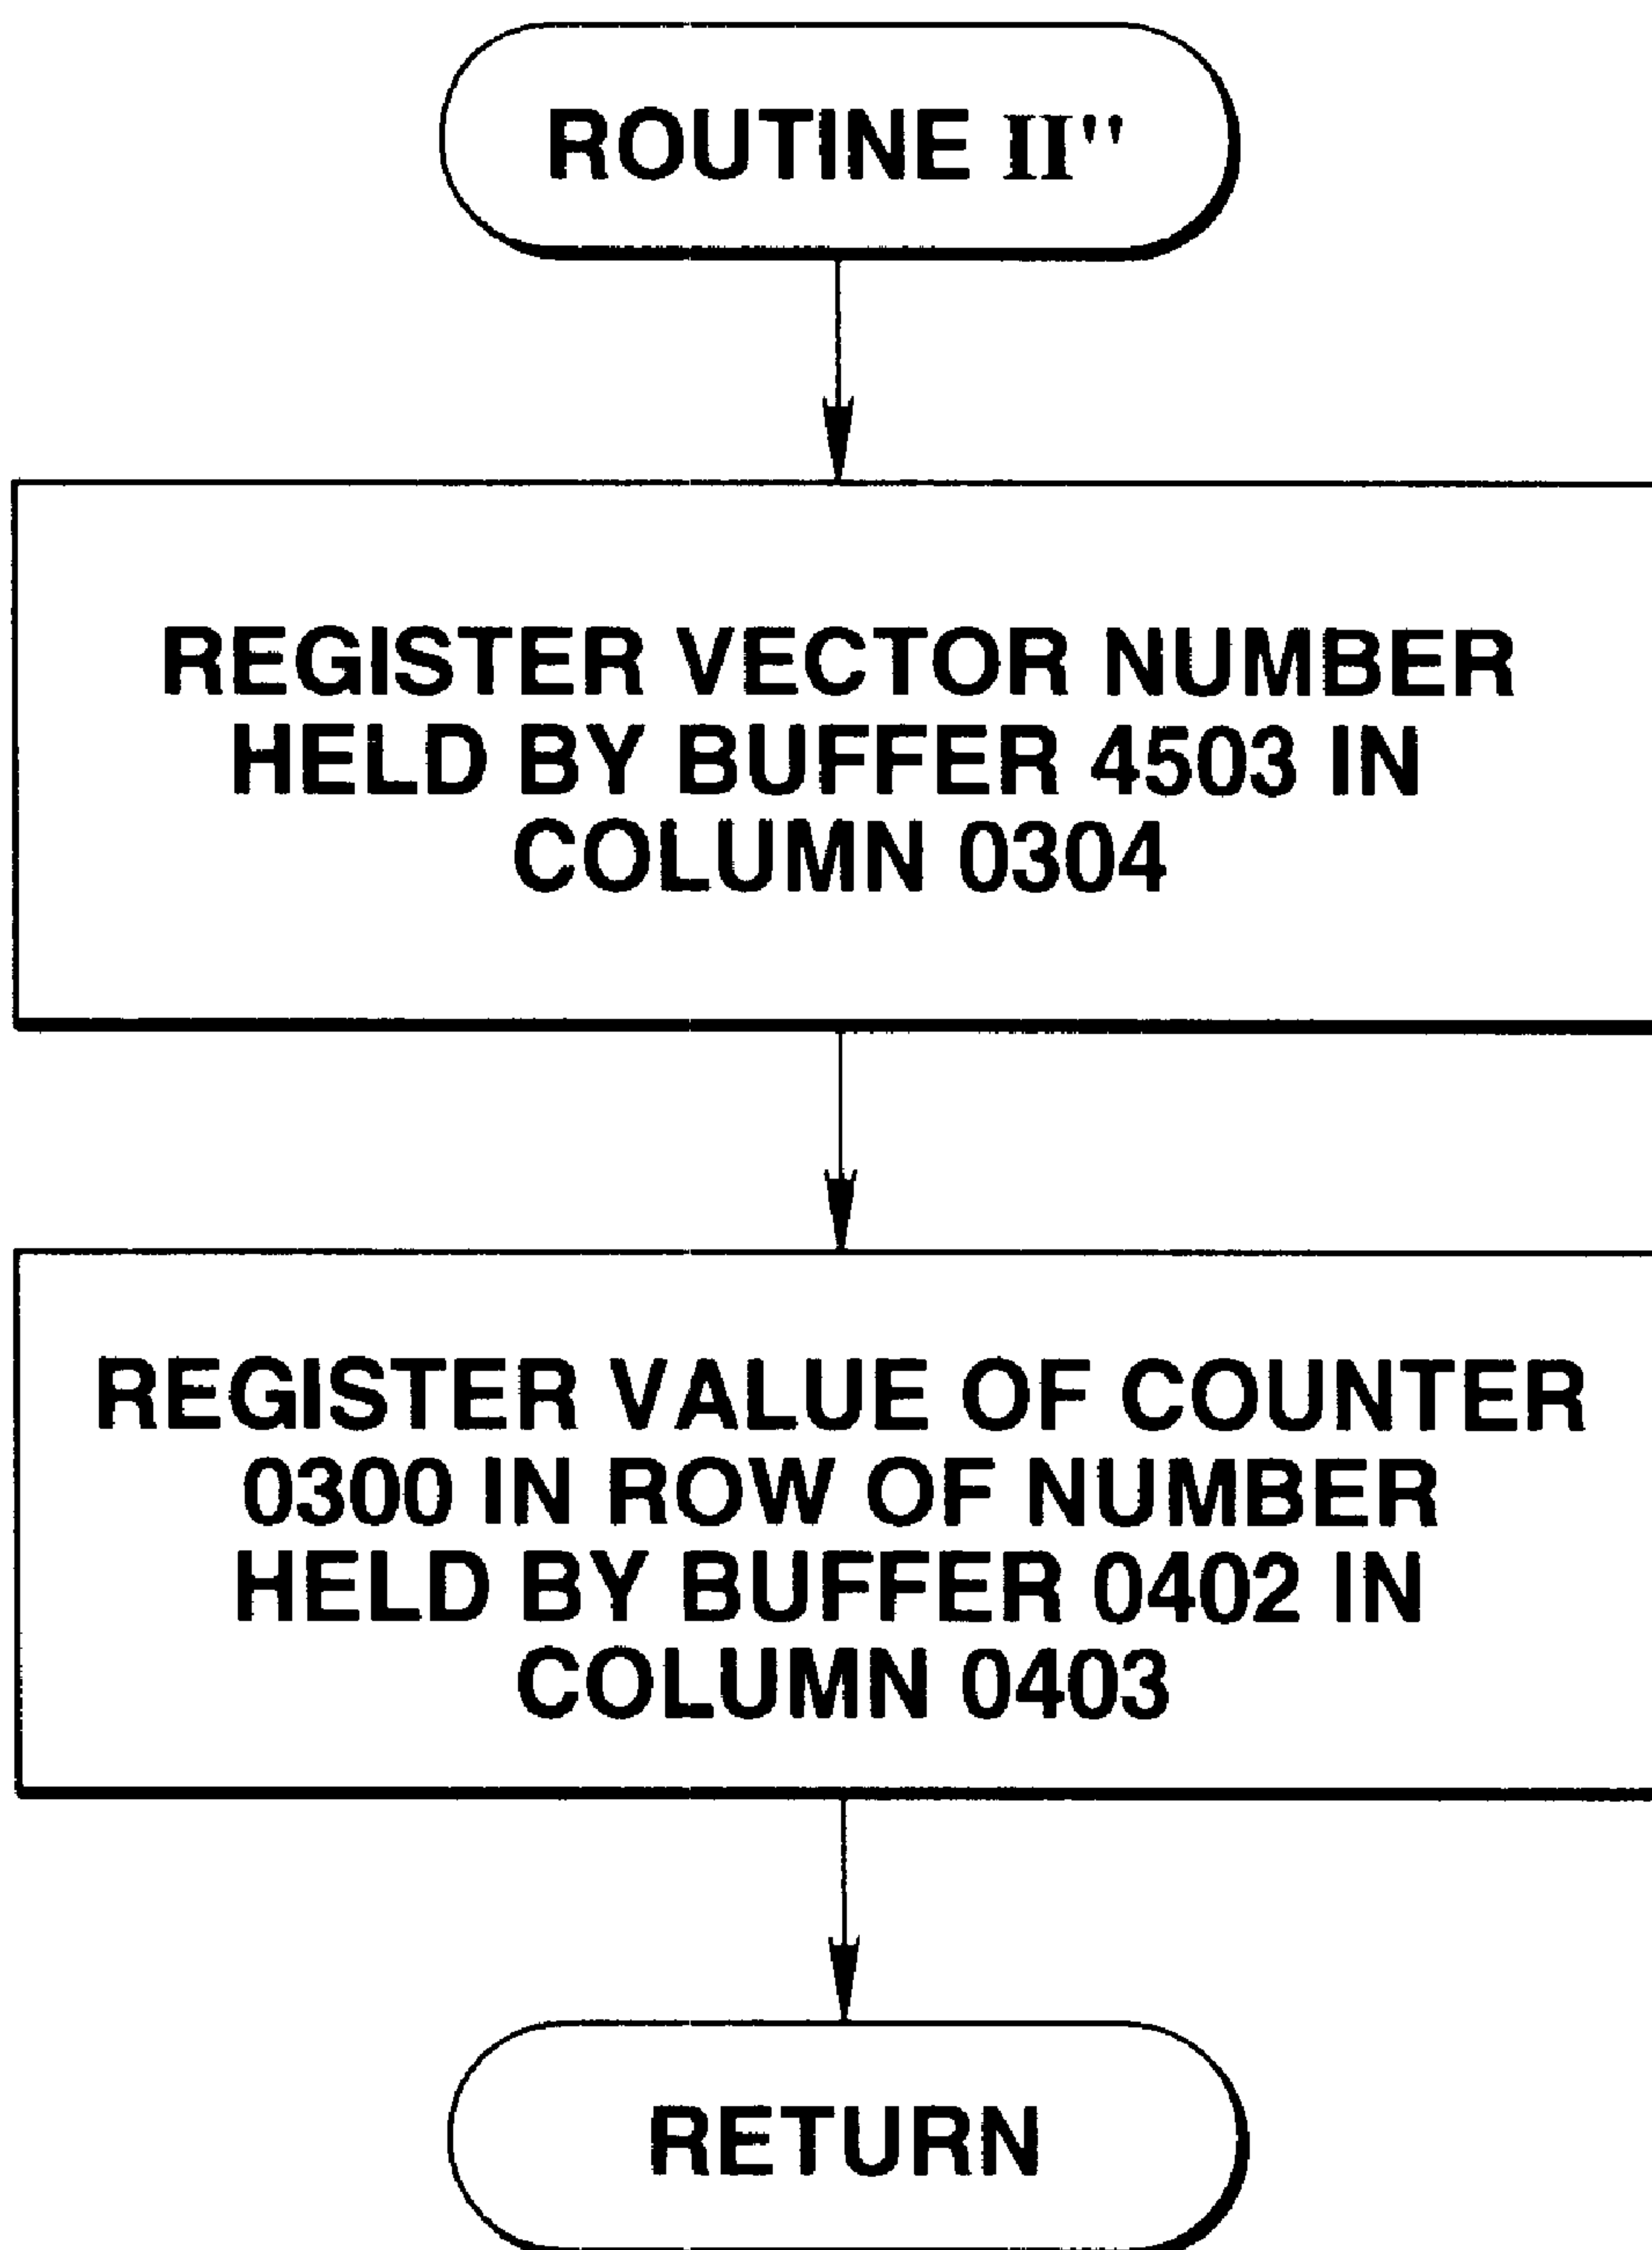 ROUTINE II"
REGISTER VECTOR NUMBER
HELD BY BUFFER 4503 IN
COLUMN 0304
REGISTER VALUE OF COUNTER
0300 IN ROW OF NUMBER
HELD BY BUFFER 0402 IN
COLUMN 0403
RETURN